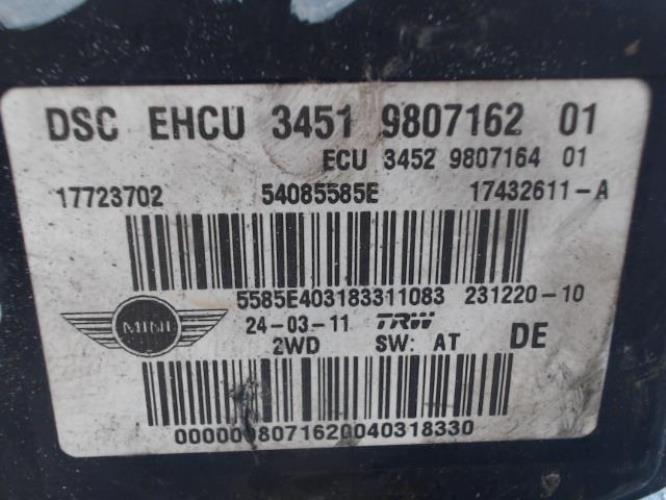 DSC EHCU 3451 9807162 01
ECU 3452 9807164 01
17723702 54085585E 17432611-A
5585E403183311083 231220-10
MINI 24-03-11 TRW
2WD SW: AT DE
00000098071620040318330